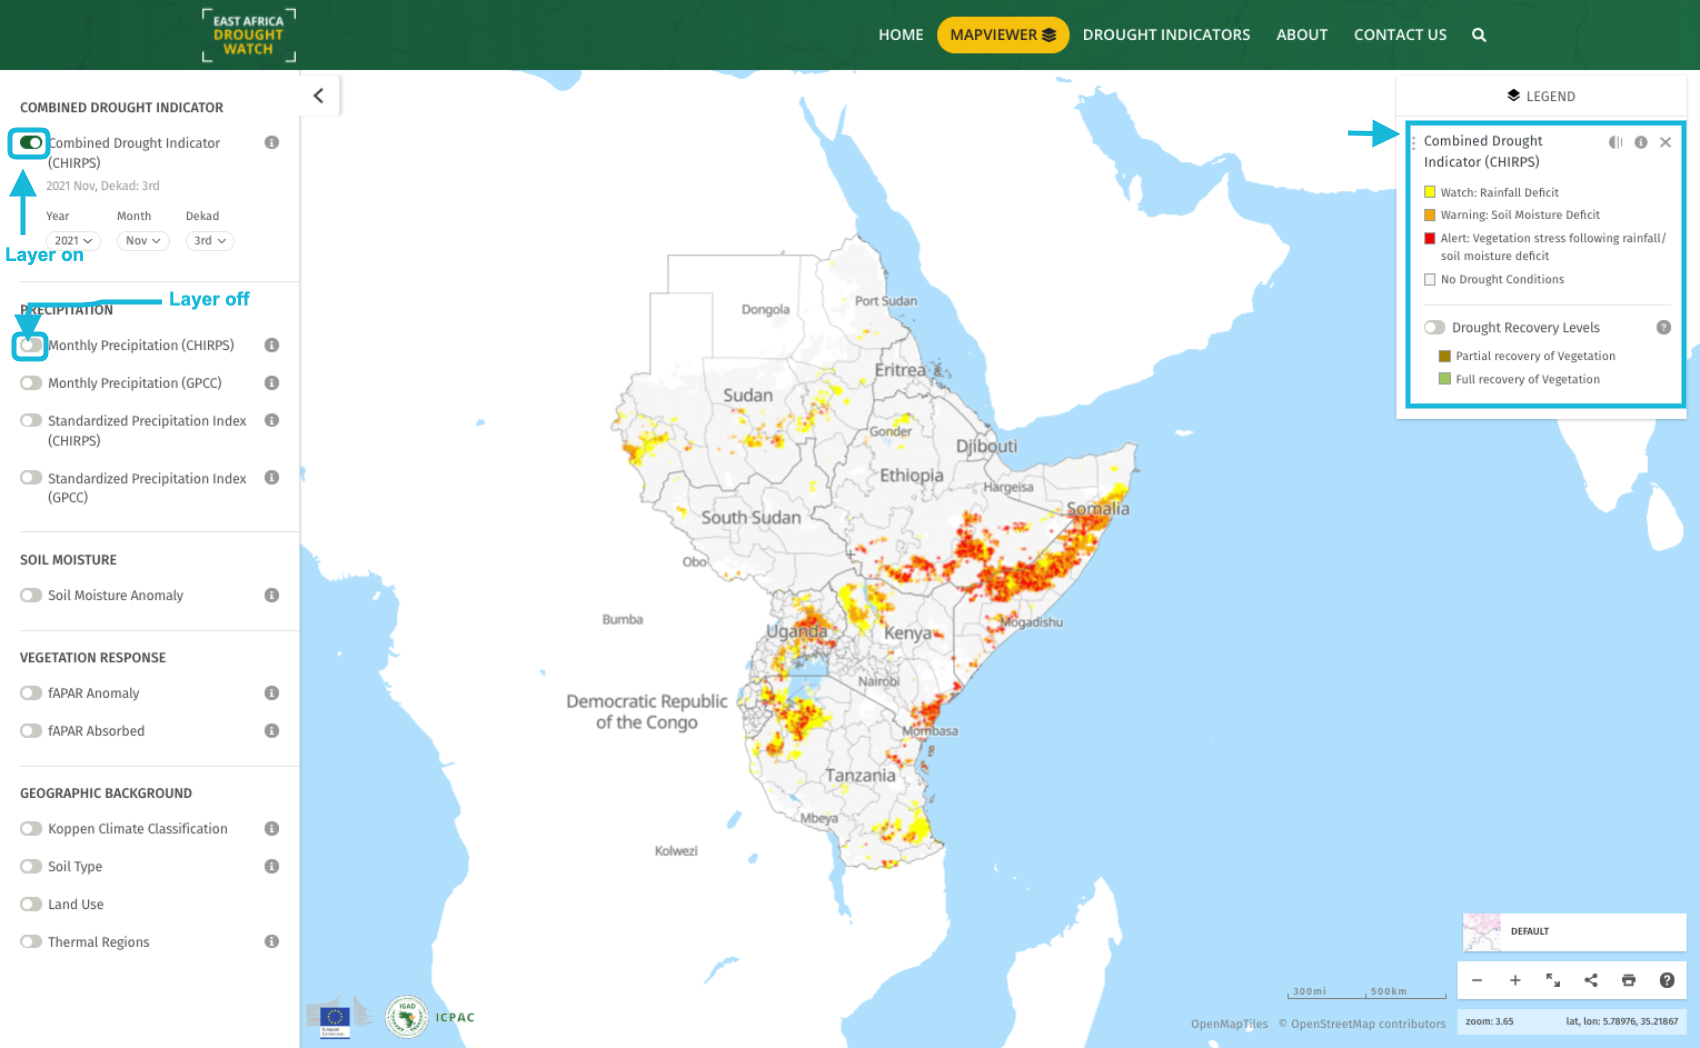 EAST AFRICA
DROUGHT
WATCH
HOME
MAPVIEWER
DROUGHT INDICATORS
ABOUT
CONTACT US
COMBINED DROUGHT INDICATOR
Combined Drought Indicator
(CHIRPS)
2021 Nov, Dekad: 3rd
Year
Month
Dekad
2021
Nov
3rd
Layer on
Layer off
PRECIPITATION
Monthly Precipitation (CHIRPS)
Monthly Precipitation (GPCC)
Standardized Precipitation Index
(CHIRPS)
Standardized Precipitation Index
(GPCC)
SOIL MOISTURE
Soil Moisture Anomaly
VEGETATION RESPONSE
fAPAR Anomaly
fAPAR Absorbed
GEOGRAPHIC BACKGROUND
Koppen Climate Classification
Soil Type
Land Use
Thermal Regions
LEGEND
Combined Drought
Indicator (CHIRPS)
Watch: Rainfall Deficit
Warning: Soil Moisture Deficit
Alert: Vegetation stress following rainfall/
soil moisture deficit
No Drought Conditions
Drought Recovery Levels
Partial recovery of Vegetation
Full recovery of Vegetation
Dongola
Port Sudan
Eritrea
Sudan
Gonder
Djibouti
Ethiopia
Hargeisa
Somalia
South Sudan
Obo
Bumba
Uganda
Kenya
Mogadishu
Nairobi
Democratic Republic
of the Congo
Mombasa
Tanzania
Mbeya
Kolwezi
IGAD
ICPAC
DEFAULT
300mi
500km
OpenMapTiles
© OpenStreetMap contributors
zoom: 3.65
lat, lon: 5.78976, 35.21867